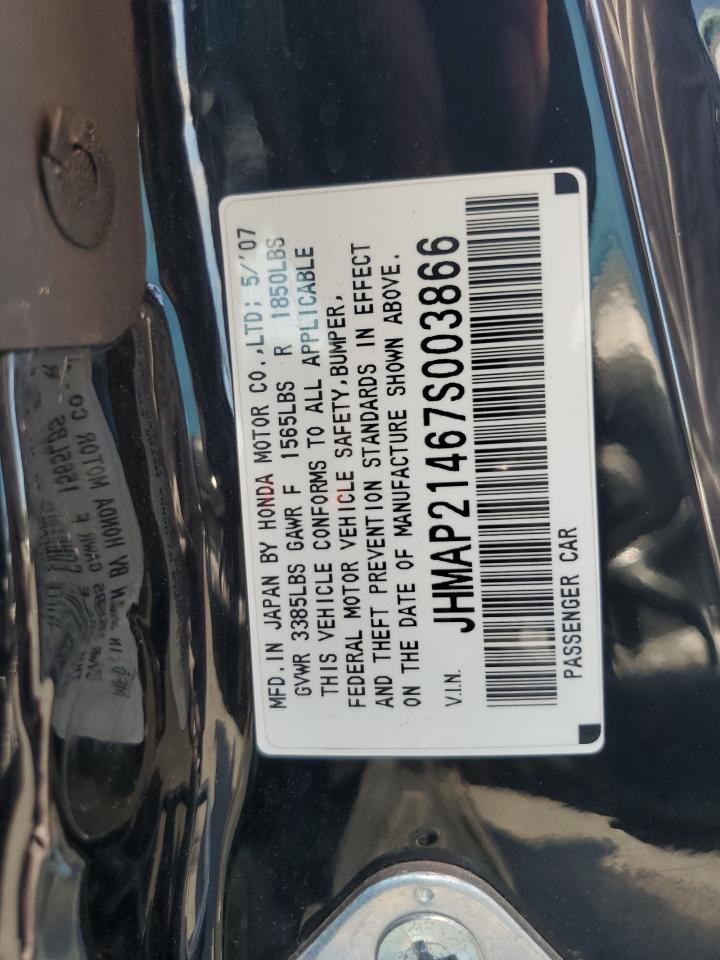 MFD.IN JAPAN BY HONDA MOTOR CO.,LTD; 5/'07
GVWR 3385LBS GAWR F 1565LBS R 1850LBS
THIS VEHICLE CONFORMS TO ALL APPLICABLE
FEDERAL MOTOR VEHICLE SAFETY,BUMPER,
AND THEFT PREVENTION STANDARDS IN EFFECT
ON THE DATE OF MANUFACTURE SHOWN ABOVE.
V.I.N. JHMAP21467S003866
PASSENGER CAR